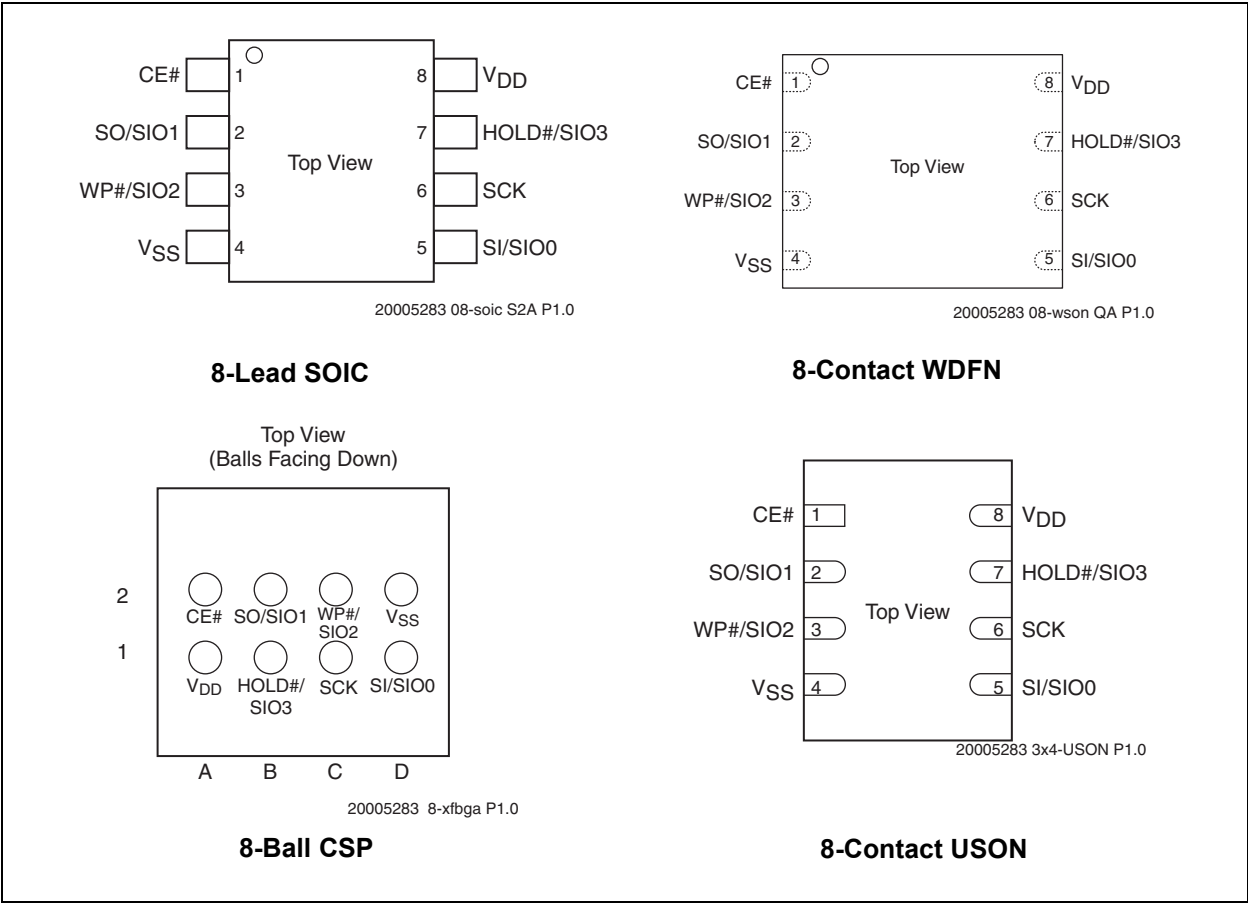 CE# 1 8 VDD
SO/SIO1 2 7 HOLD#/SIO3
Top View
WP#/SIO2 3 6 SCK
VSS 4 5 SI/SIO0
20005283 08-soic S2A P1.0
8-Lead SOIC
CE# 1 8 VDD
SO/SIO1 2 7 HOLD#/SIO3
Top View
WP#/SIO2 3 6 SCK
VSS 4 5 SI/SIO0
20005283 08-wson QA P1.0
8-Contact WDFN
Top View
(Balls Facing Down)
2
CE# SO/SIO1 WP#/ VSS
SIO2
1
VDD HOLD#/ SCK SI/SIO0
SIO3
A B C D
20005283 8-xfbga P1.0
8-Ball CSP
CE# 1 8 VDD
SO/SIO1 2 7 HOLD#/SIO3
Top View
WP#/SIO2 3 6 SCK
VSS 4 5 SI/SIO0
20005283 3x4-USON P1.0
8-Contact USON